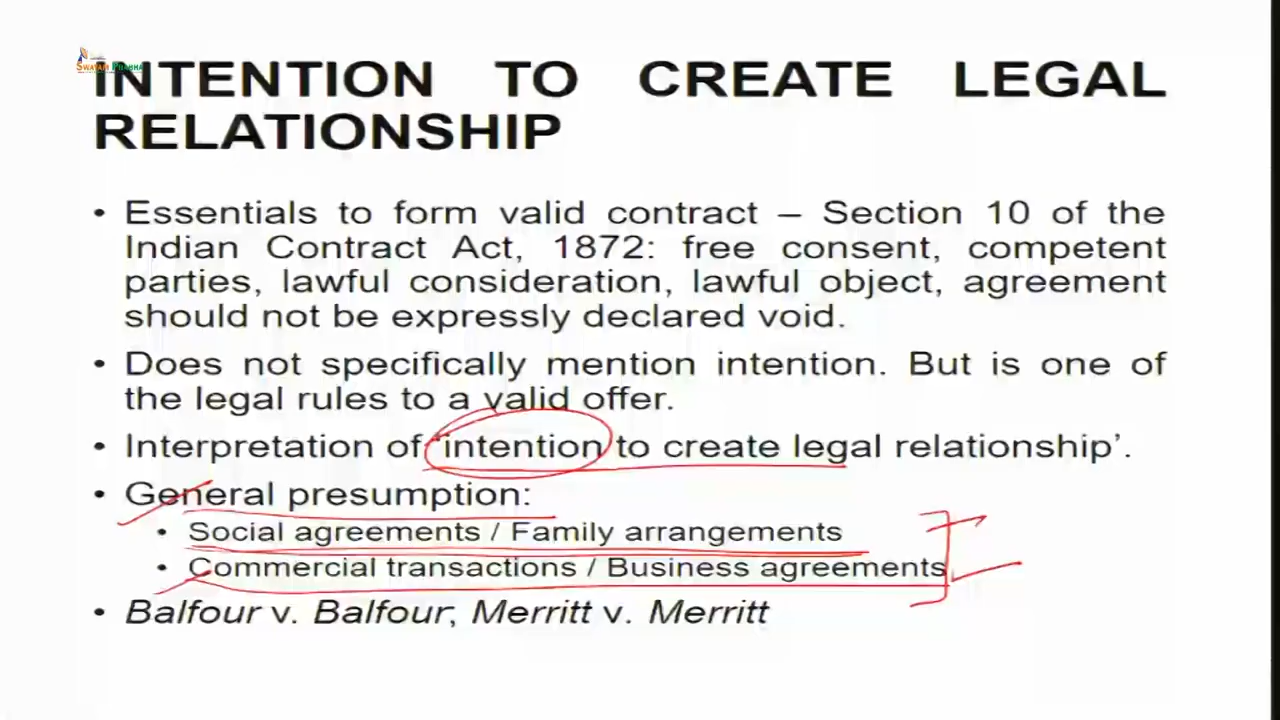 SWAYAM PRABHA
INTENTION TO CREATE LEGAL
RELATIONSHIP
• Essentials to form valid contract – Section 10 of the
Indian Contract Act, 1872: free consent, competent
parties, lawful consideration, lawful object, agreement
should not be expressly declared void.
• Does not specifically mention intention. But is one of
the legal rules to a valid offer.
• Interpretation of ‘intention to create legal relationship’.
• General presumption:
• Social agreements / Family arrangements
• Commercial transactions / Business agreements
• Balfour v. Balfour, Merritt v. Merritt